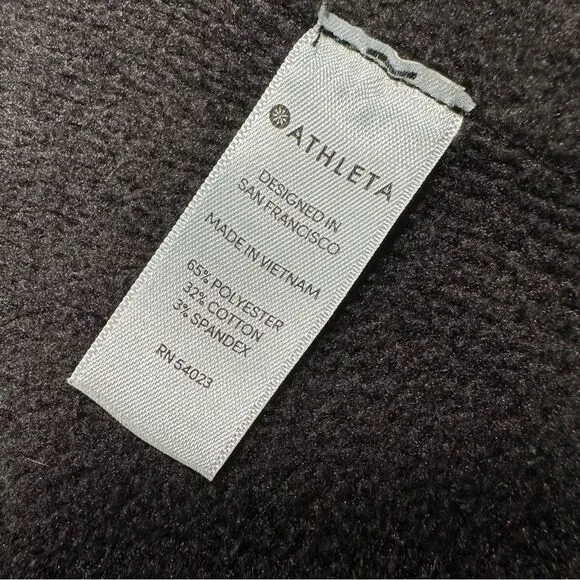 ATHLETA
DESIGNED IN
SAN FRANCISCO
MADE IN VIETNAM
65% POLYESTER
32% COTTON
3% SPANDEX
RN 54023